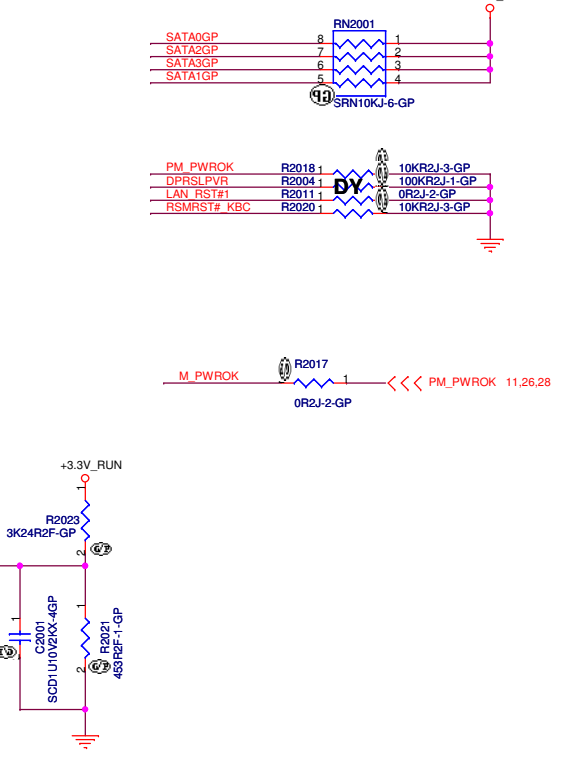 RN2001
SATA0GP 8 1
SATA2GP 7 2
SATA3GP 6 3
SATA1GP 5 4
SRN10KJ-6-GP
PM_PWROK R2018 1 10KR2J-3-GP
DPRSLPVR R2004 1 DY 100KR2J-1-GP
LAN_RST#1 R2011 1 0R2J-2-GP
RSMRST#_KBC R2020 1 10KR2J-3-GP
R2017
M_PWROK 1 PM_PWROK 11,26,28
0R2J-2-GP
+3.3V_RUN
1
R2023
3K24R2F-GP
2
1
C2001
SCD1U10V2KX-4GP
1
R2021
453R2F-1-GP
2